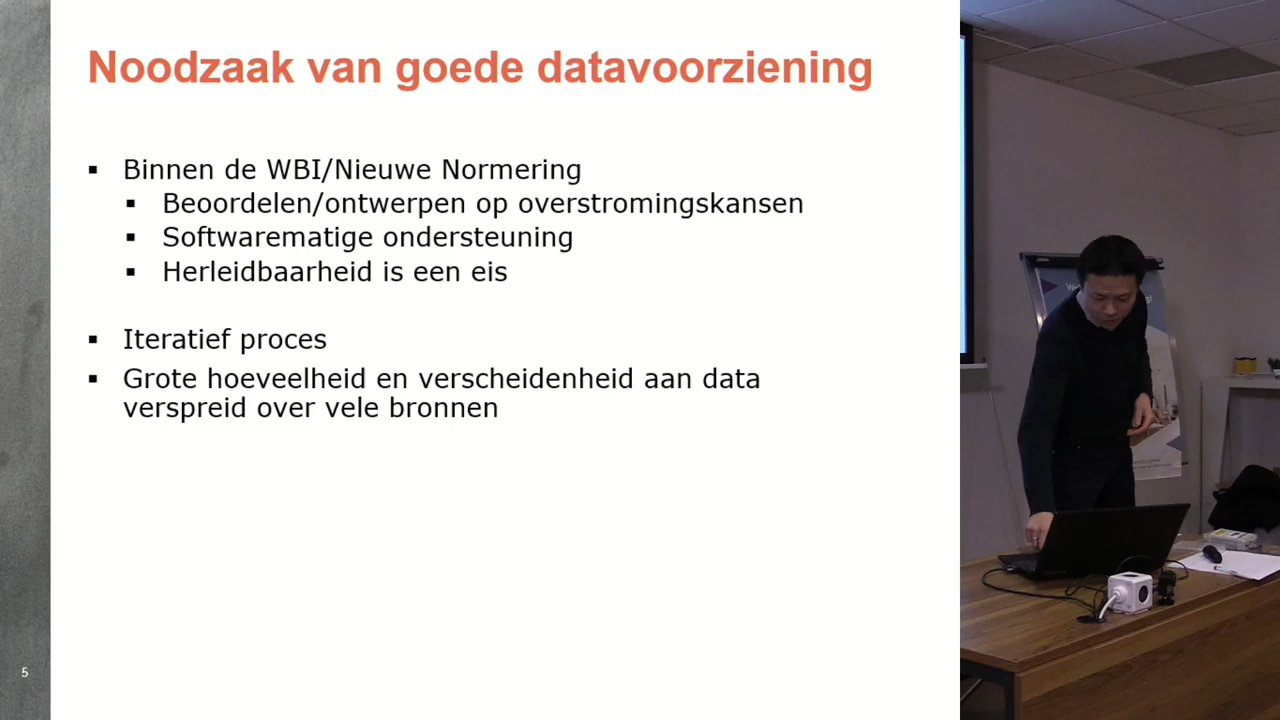 Noodzaak van goede datavoorziening
▪ Binnen de WBI/Nieuwe Normering
▪ Beoordelen/ontwerpen op overstromingskansen
▪ Softwarematige ondersteuning
▪ Herleidbaarheid is een eis
▪ Iteratief proces
▪ Grote hoeveelheid en verscheidenheid aan data
verspreid over vele bronnen
5